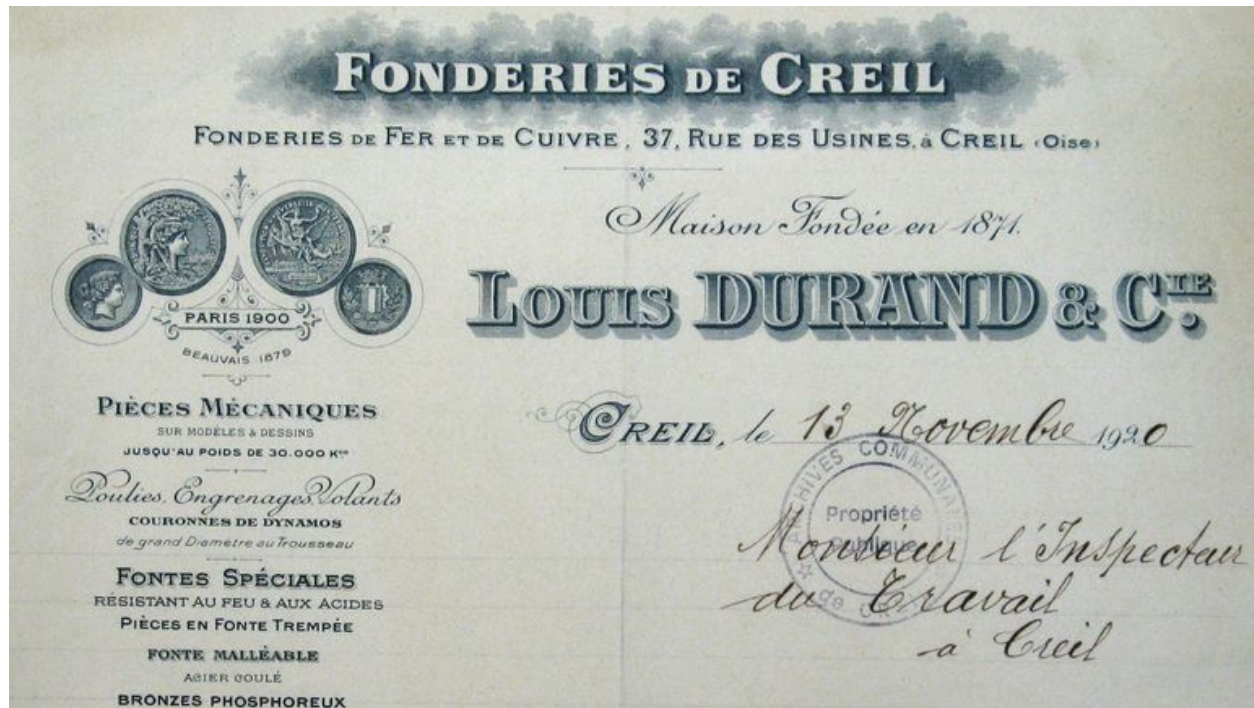 FONDERIES DE CREIL
FONDERIES DE FER ET DE CUIVRE, 37, RUE DES USINES, à CREIL (Oise)
Maison Fondée en 1871.
LOUIS DURAND & CIE
PARIS 1900
BEAUVAIS 1879
PIÈCES MÉCANIQUES
SUR MODÈLES & DESSINS
JUSQU'AU POIDS DE 30.000 Kos
Poulies, Engrenages, Volants
COURONNES DE DYNAMOS
de grand Diamètre au Trousseau
FONTES SPÉCIALES
RÉSISTANT AU FEU & AUX ACIDES
PIÈCES EN FONTE TREMPÉE
FONTE MALLÉABLE
ACIER COULÉ
BRONZES PHOSPHOREUX
CREIL, le 13 Novembre 1920
ARCHIVES COMMUNALES
Propriété
Publique
Monsieur l'Inspecteur
du Travail
à Creil